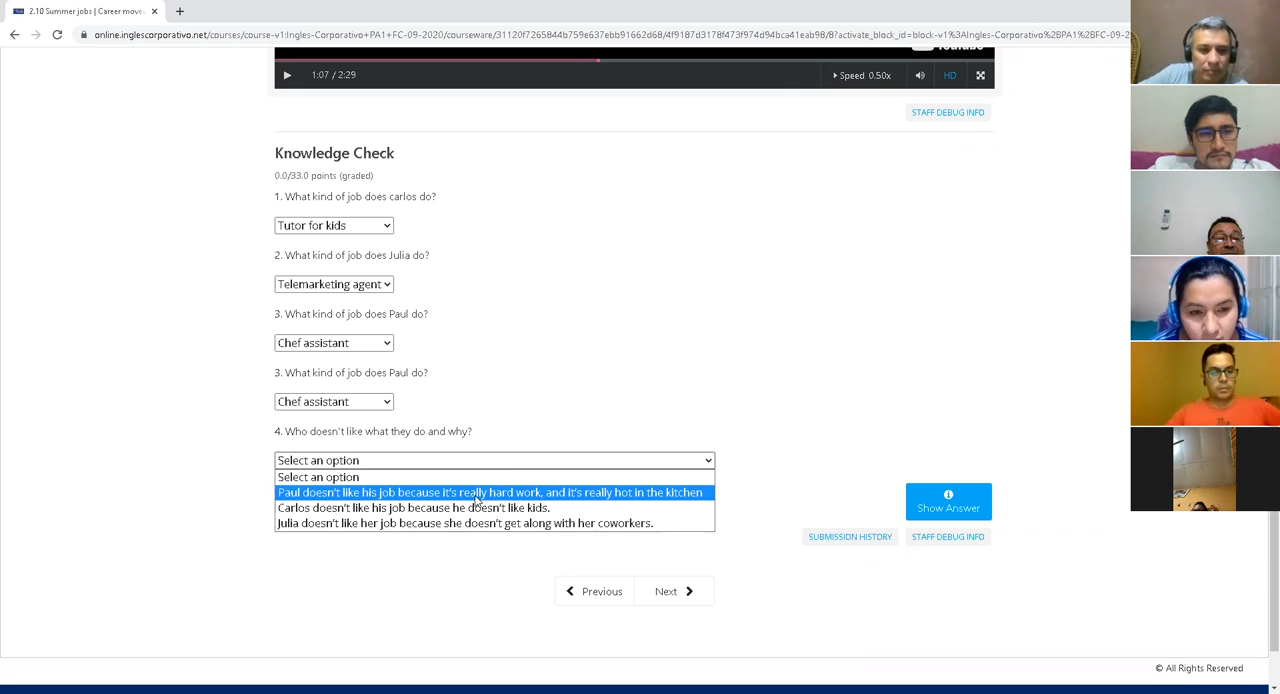 2.10 Summer jobs | Career move
online.inglescorporativo.net/courses/course-v1:Ingles-Corporativo+PA1+FC-09-2020/courseware/31120f7265844b759e637ebb91662d68/4f9187d3178f473f974d94bca41eab98/8?activate_block_id=block-v1%3AIngles-Corporativo%2BPA1%2BFC-09-2
1:07 / 2:29
Speed 0.50x
HD
STAFF DEBUG INFO
Knowledge Check
0.0/33.0 points (graded)
1. What kind of job does carlos do?
Tutor for kids
2. What kind of job does Julia do?
Telemarketing agent
3. What kind of job does Paul do?
Chef assistant
3. What kind of job does Paul do?
Chef assistant
4. Who doesn't like what they do and why?
Select an option
Select an option
Paul doesn't like his job because it's really hard work, and it's really hot in the kitchen
Carlos doesn't like his job because he doesn't like kids.
Julia doesn't like her job because she doesn't get along with her coworkers.
Show Answer
SUBMISSION HISTORY
STAFF DEBUG INFO
Previous
Next
© All Rights Reserved